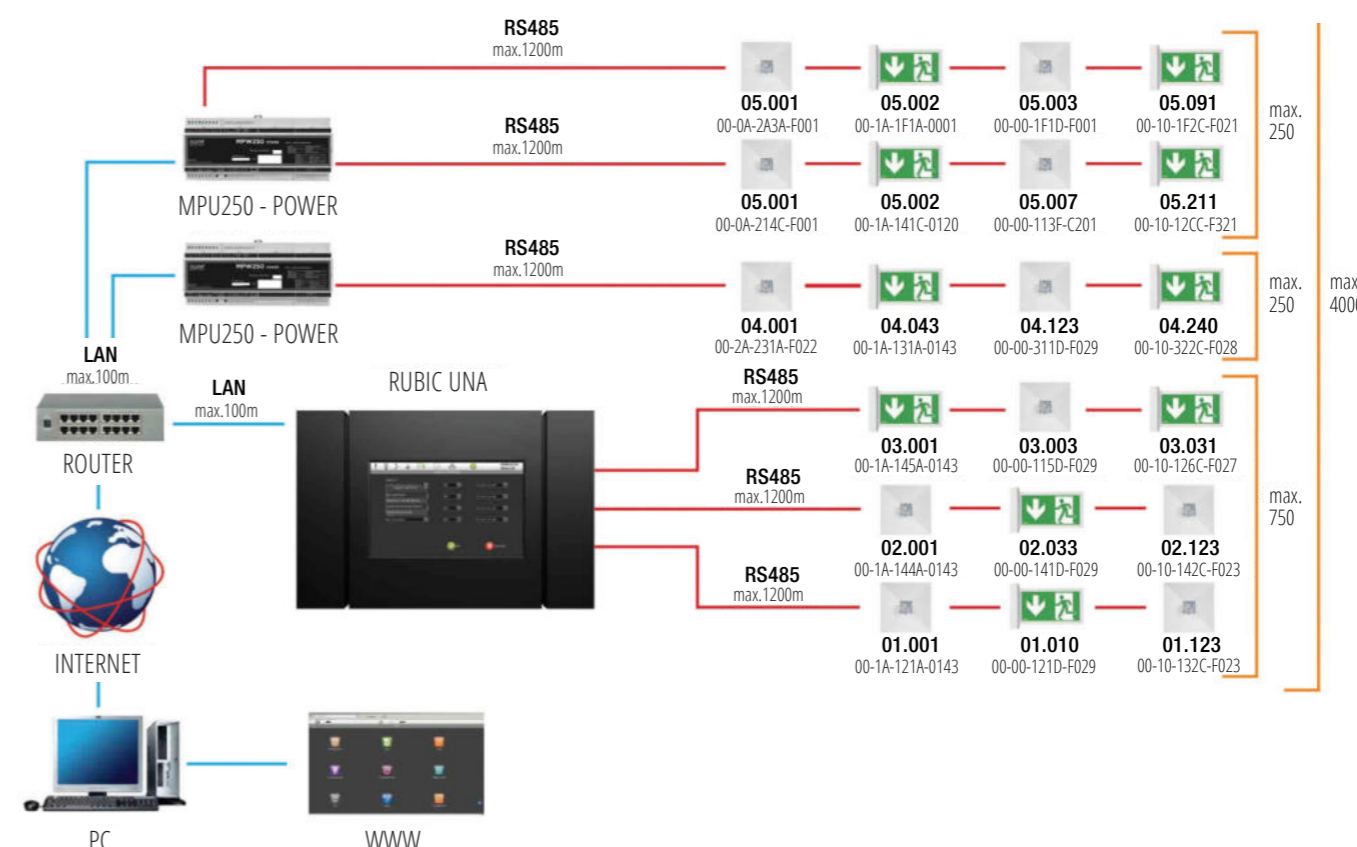 RS485
max.1200m
05.001
00-0A-2A3A-F001
05.002
00-1A-1F1A-0001
05.003
00-00-1F1D-F001
05.091
00-10-1F2C-F021
max.
250
RS485
max.1200m
MPU250 - POWER
05.001
00-0A-214C-F001
05.002
00-1A-141C-0120
05.007
00-00-113F-C201
05.211
00-10-12CC-F321
RS485
max.1200m
MPU250 - POWER
04.001
00-2A-231A-F022
04.043
00-1A-131A-0143
04.123
00-00-311D-F029
04.240
00-10-322C-F028
max.
250
max
4000
LAN
max.100m
LAN
max.100m
ROUTER
RUBIC UNA
RS485
max.1200m
03.001
00-1A-145A-0143
03.003
00-00-115D-F029
03.031
00-10-126C-F027
RS485
max.1200m
02.001
00-1A-144A-0143
02.033
00-00-141D-F029
02.123
00-10-142C-F023
max.
750
RS485
max.1200m
01.001
00-1A-121A-0143
01.010
00-00-121D-F029
01.123
00-10-132C-F023
INTERNET
PC
WWW